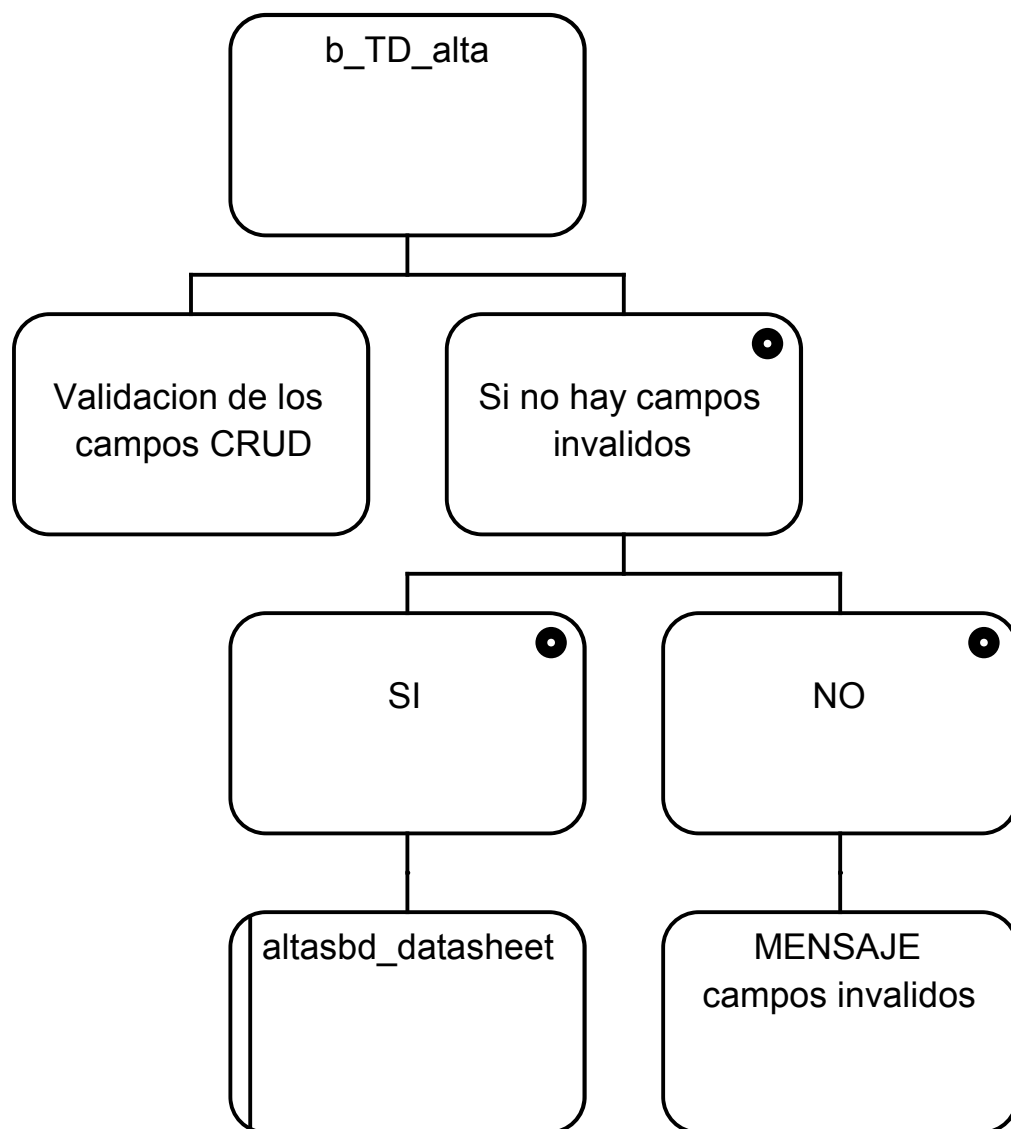 b_TD_alta
Validacion de los
campos CRUD
Si no hay campos
invalidos
SI
NO
altasbd_datasheet
MENSAJE
campos invalidos